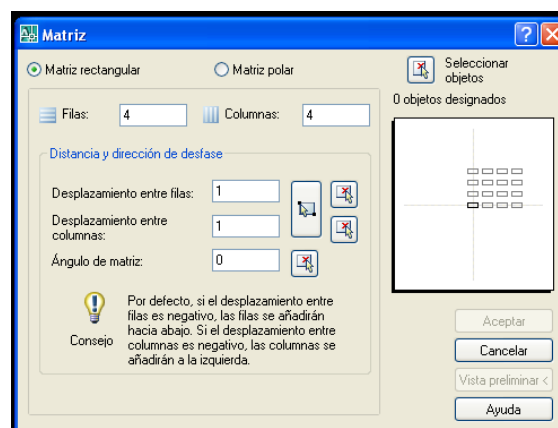 Matriz
Matriz rectangular
Matriz polar
Seleccionar
objetos
0 objetos designados
Filas: 4
Columnas: 4
Distancia y dirección de desfase
Desplazamiento entre filas: 1
Desplazamiento entre
columnas: 1
Ángulo de matriz: 0
Consejo
Por defecto, si el desplazamiento entre
filas es negativo, las filas se añadirán
hacia abajo. Si el desplazamiento entre
columnas es negativo, las columnas se
añadirán a la izquierda.
Aceptar
Cancelar
Vista preliminar <
Ayuda